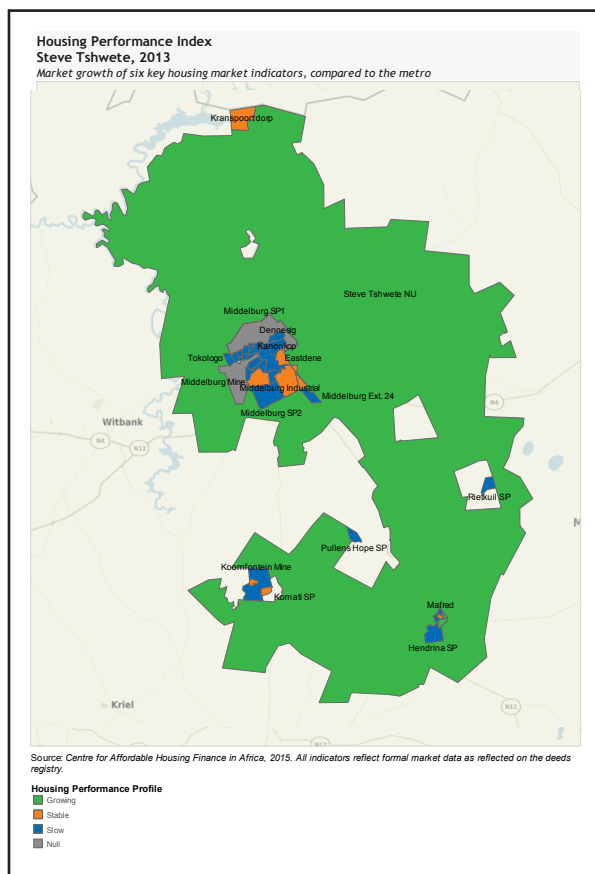 Housing Performance Index
Steve Tshwete, 2013
Market growth of six key housing market indicators, compared to the metro
Kranspoortdorp
Steve Tshwete NU
Middelburg SP1
Dennesig
Kanonkop
Tokologo
Eastdene
Middelburg Mine
Middelburg Industrial
Middelburg Ext. 24
Middelburg SP2
Witbank
N4
N4
N12
Rietkuil SP
M
Pullens Hope SP
Koornfontein Mine
Komati SP
Mafred
Hendrina SP
Kriel
N11
N17
Source: Centre for Affordable Housing Finance in Africa, 2015. All indicators reflect formal market data as reflected on the deeds
registry.
Housing Performance Profile
Growing
Stable
Slow
Null